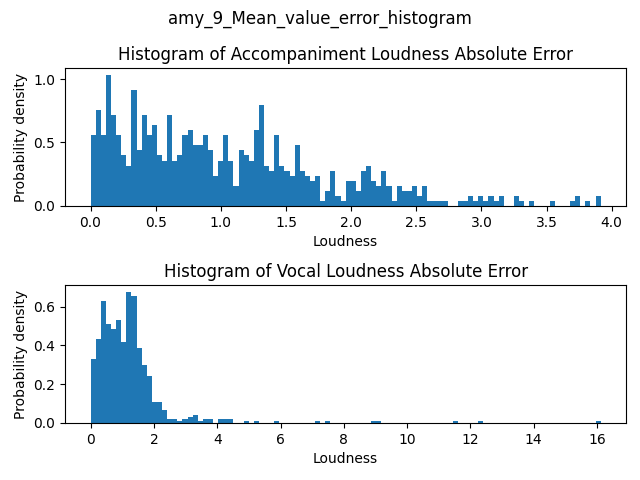 amy_9_Mean_value_error_histogram
Histogram of Accompaniment Loudness Absolute Error
Probability density
1.0
0.5
0.0
0.0 0.5 1.0 1.5 2.0 2.5 3.0 3.5 4.0
Loudness
Histogram of Vocal Loudness Absolute Error
Probability density
0.6
0.4
0.2
0.0
0 2 4 6 8 10 12 14 16
Loudness